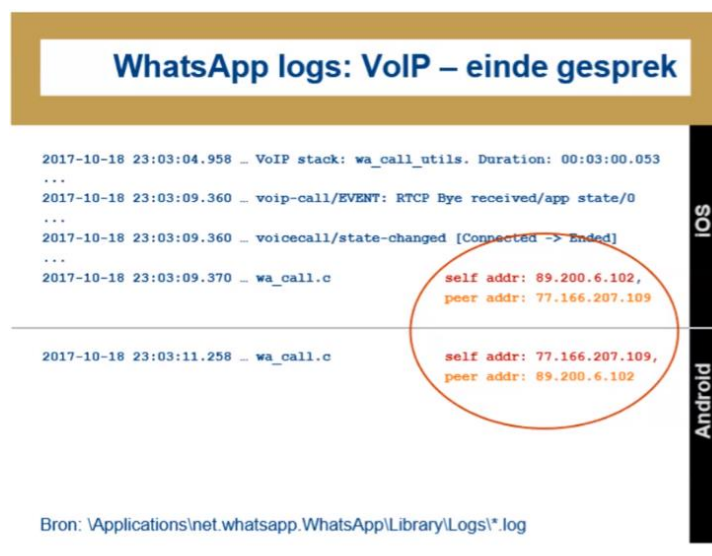 WhatsApp logs: VoIP – einde gesprek
2017-10-18 23:03:04.958 … VoIP stack: wa_call_utils. Duration: 00:03:00.053
...
2017-10-18 23:03:09.360 … voip-call/EVENT: RTCP Bye received/app state/0
...
2017-10-18 23:03:09.360 … voicecall/state-changed [Connected -> Ended]
...
2017-10-18 23:03:09.370 … wa_call.c self addr: 89.200.6.102,
peer addr: 77.166.207.109
iOS
2017-10-18 23:03:11.258 … wa_call.c self addr: 77.166.207.109,
peer addr: 89.200.6.102
Android
Bron: \Applications\net.whatsapp.WhatsApp\Library\Logs\*.log